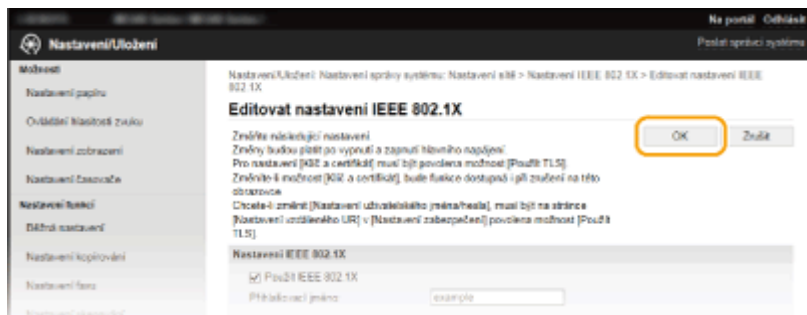 Na portál Odhlásit
Nastavení/Uložení
Poslat správci systému
Možnosti
Nastavení papíru
Ovládání hlasitosti zvuku
Nastavení zobrazení
Nastavení časovače
Nastavení funkcí
Běžná nastavení
Nastavení kopírování
Nastavení faxu
Nastavení/Uložení: Nastavení správy systému: Nastavení sítě > Nastavení IEEE 802.1X > Editovat nastavení IEEE
802.1X
Editovat nastavení IEEE 802.1X
OK Zrušit
Změňte následující nastavení.
Změny budou platit po vypnutí a zapnutí hlavního napájení.
Pro nastavení [Klíč a certifikát] musí být povolena možnost [Použít TLS].
Změníte-li možnost [Klíč a certifikát], bude funkce dostupná i při zrušení na této
obrazovce.
Chcete-li změnit [Nastavení uživatelského jména/hesla], musí být na stránce
[Nastavení vzdáleného UR] v [Nastavení zabezpečení] povolena možnost [Použít
TLS].
Nastavení IEEE 802.1X
Použít IEEE 802.1X
Přihlašovací jméno: example